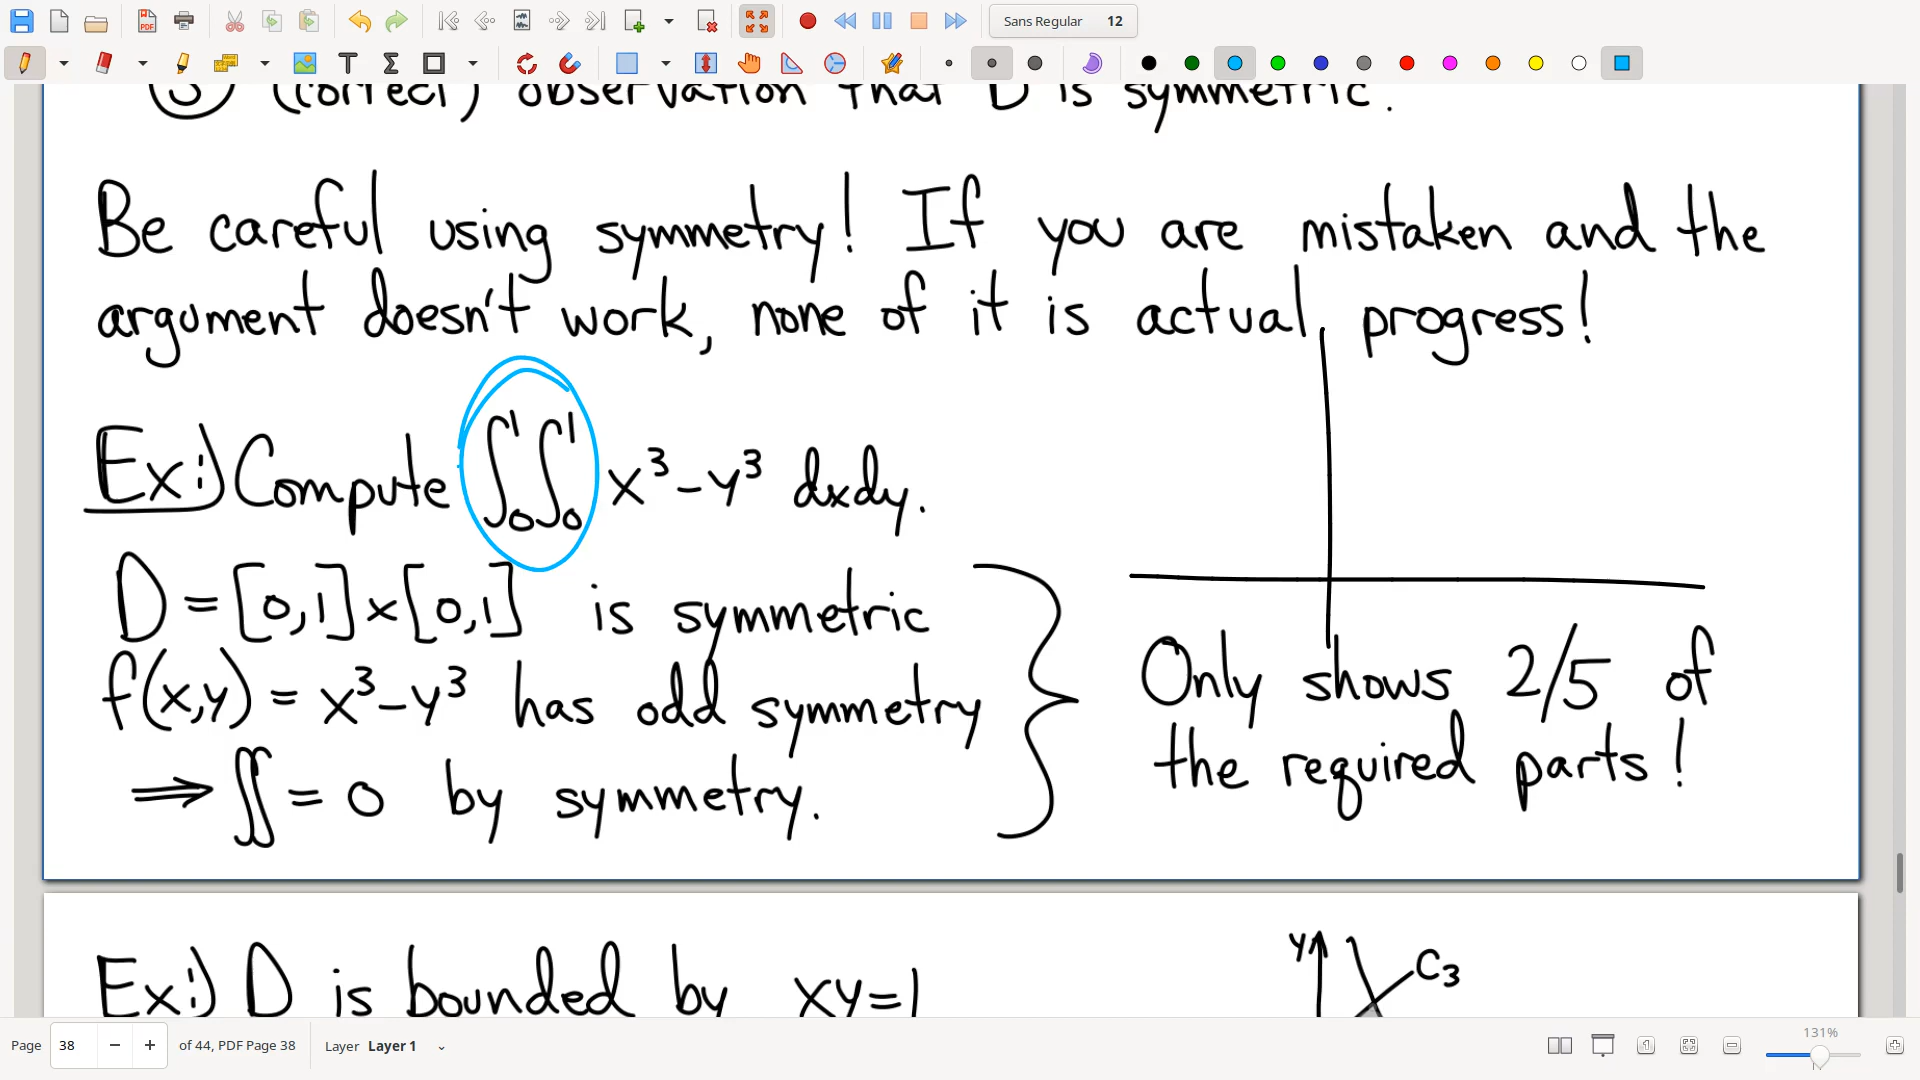 Sans Regular 12
③ (correct) observation that D is symmetric.
Be careful using symmetry! If you are mistaken and the
argument doesn't work, none of it is actual progress!
Ex:) Compute ∫₀¹∫₀¹ x³-y³ dxdy.
D = [0,1]×[0,1] is symmetric
f(x,y) = x³-y³ has odd symmetry
⟹ ∬ = 0 by symmetry.
Only shows 2/5 of
the required parts!
Ex:) D is bounded by xy=1
y
C₃
Page 38 of 44, PDF Page 38 Layer Layer 1
131%